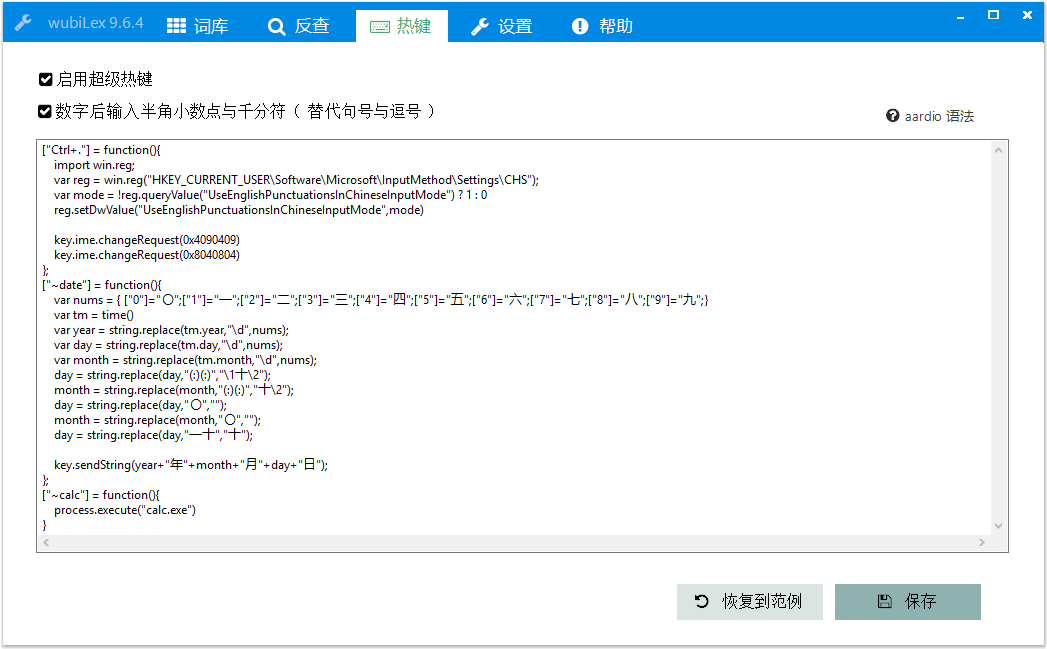 wubiLex 9.6.4 词库 反查 热键 设置 帮助
启用超级热键
数字后输入半角小数点与千分符（ 替代句号与逗号 ）
aardio 语法
["Ctrl+."] = function(){
    import win.reg;
    var reg = win.reg("HKEY_CURRENT_USER\Software\Microsoft\InputMethod\Settings\CHS");
    var mode = !reg.queryValue("UseEnglishPunctuationsInChineseInputMode") ? 1 : 0
    reg.setDwValue("UseEnglishPunctuationsInChineseInputMode",mode)
    key.ime.changeRequest(0x4090409)
    key.ime.changeRequest(0x8040804)
};
["~date"] = function(){
    var nums = { ["0"]="〇";["1"]="一";["2"]="二";["3"]="三";["4"]="四";["5"]="五";["6"]="六";["7"]="七";["8"]="八";["9"]="九";}
    var tm = time()
    var year = string.replace(tm.year,"\d",nums);
    var day = string.replace(tm.day,"\d",nums);
    var month = string.replace(tm.month,"\d",nums);
    day = string.replace(day,"(:)(:)","\1十\2");
    month = string.replace(month,"(:)(:)","十\2");
    day = string.replace(day,"〇","");
    month = string.replace(month,"〇","");
    day = string.replace(day,"一十","十");
    key.sendString(year+"年"+month+"月"+day+"日");
};
["~calc"] = function(){
    process.execute("calc.exe")
}
恢复到范例 保存